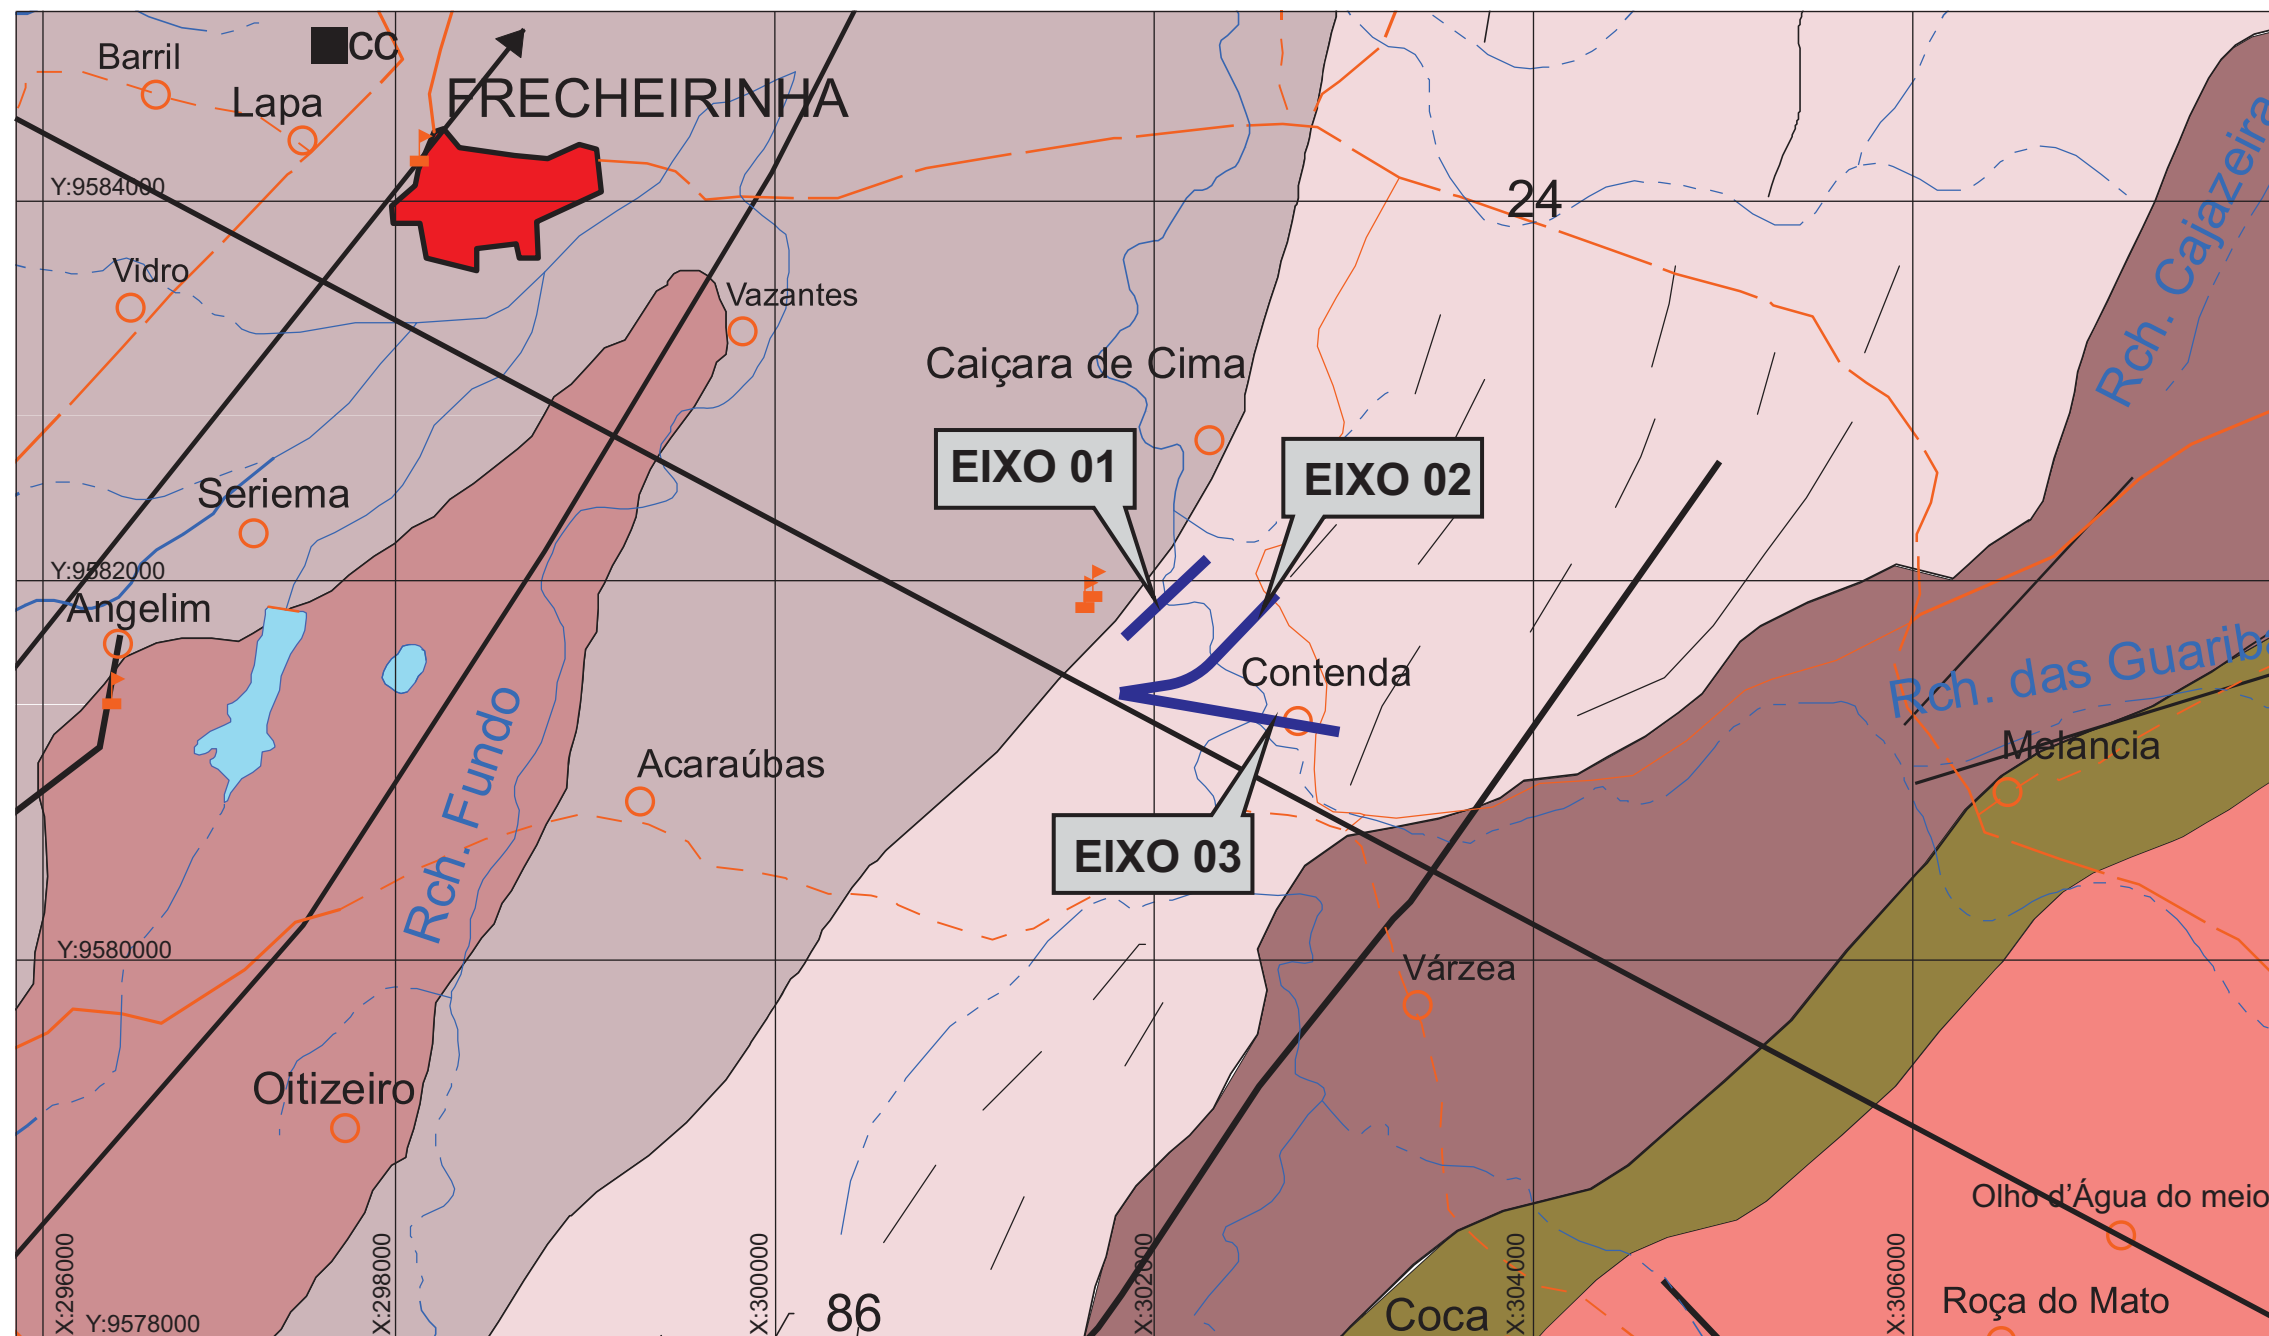 Barril
cc
Lapa
FRECHEIRINHA
Y:9584000
24
Vidro
Vazantes
Rch. Cajazeira
Caiçara de Cima
EIXO 01
EIXO 02
Seriema
Y:9582000
Angelim
Contenda
Rch. das Guariba
Melancia
Rch. Fundo
Acaraúbas
EIXO 03
Y:9580000
Várzea
Oitizeiro
Olho d'Água do meio
X:296000
X:298000
X:300000
X:302000
X:304000
X:306000
Roça do Mato
86
Coca
Y:9578000